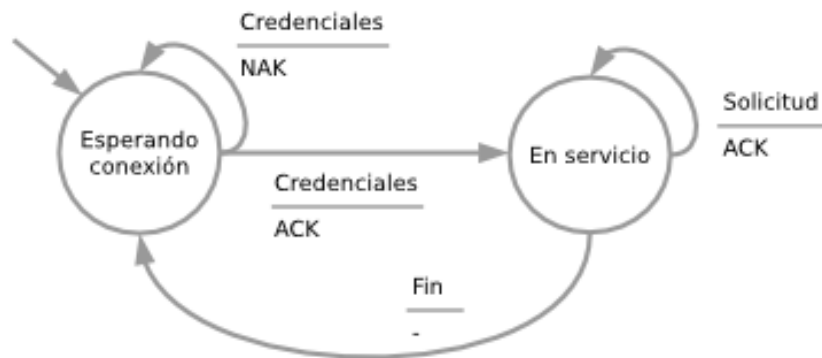 Credenciales
NAK
Esperando
conexión
Credenciales
ACK
En servicio
Solicitud
ACK
Fin
-